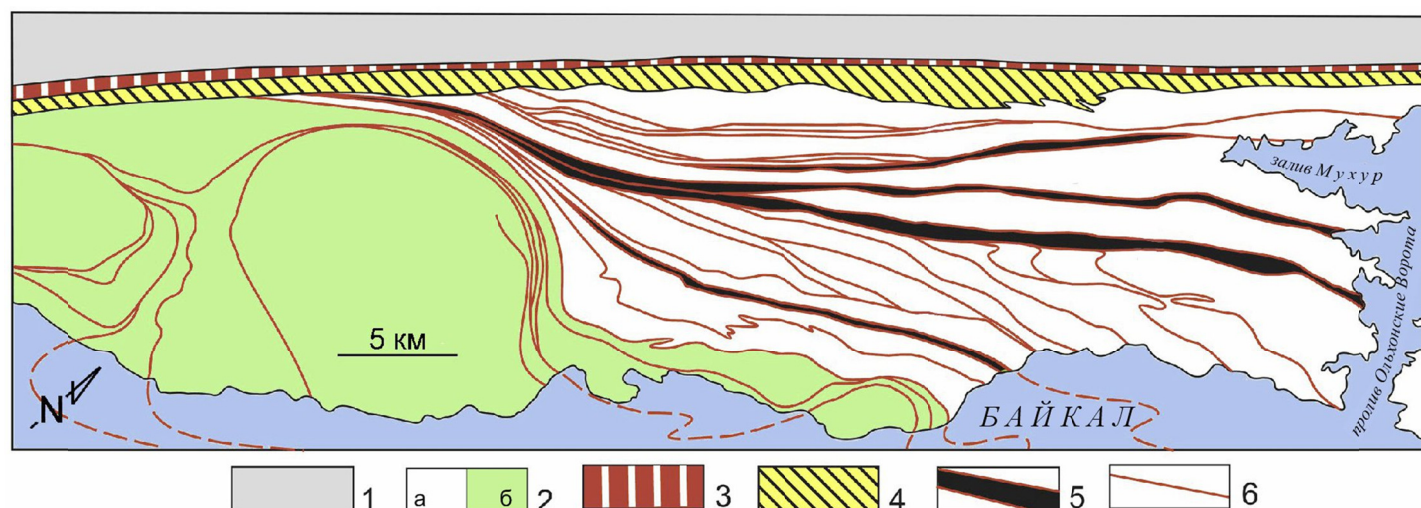 залив Мухур
пролив Ольхонские Ворота
5 км
N
БАЙКАЛ
1 а б 2 3 4 5 6